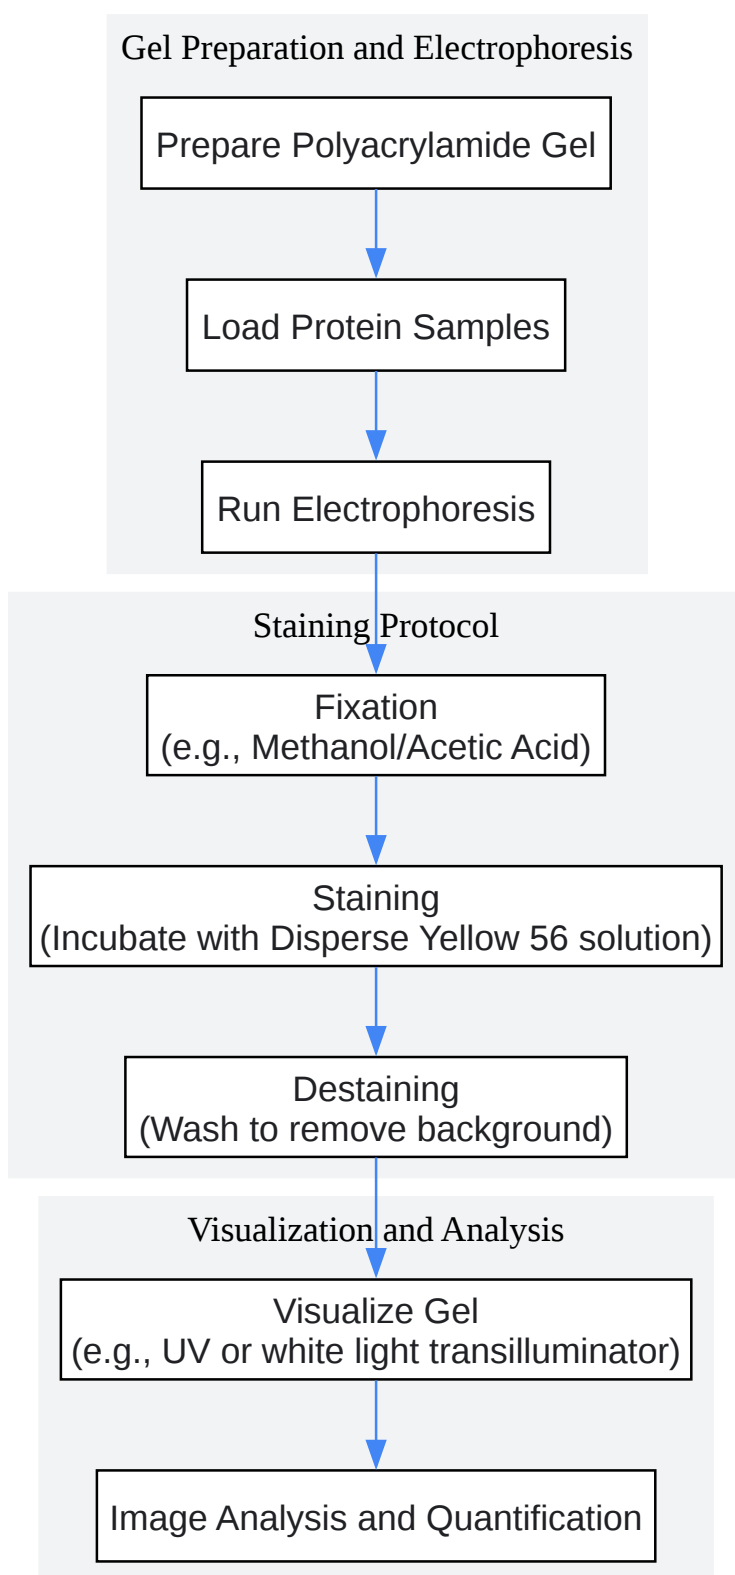 Gel Preparation and Electrophoresis
Prepare Polyacrylamide Gel
Load Protein Samples
Run Electrophoresis
Staining Protocol
Fixation
(e.g., Methanol/Acetic Acid)
Staining
(Incubate with Disperse Yellow 56 solution)
Destaining
(Wash to remove background)
Visualization and Analysis
Visualize Gel
(e.g., UV or white light transilluminator)
Image Analysis and Quantification